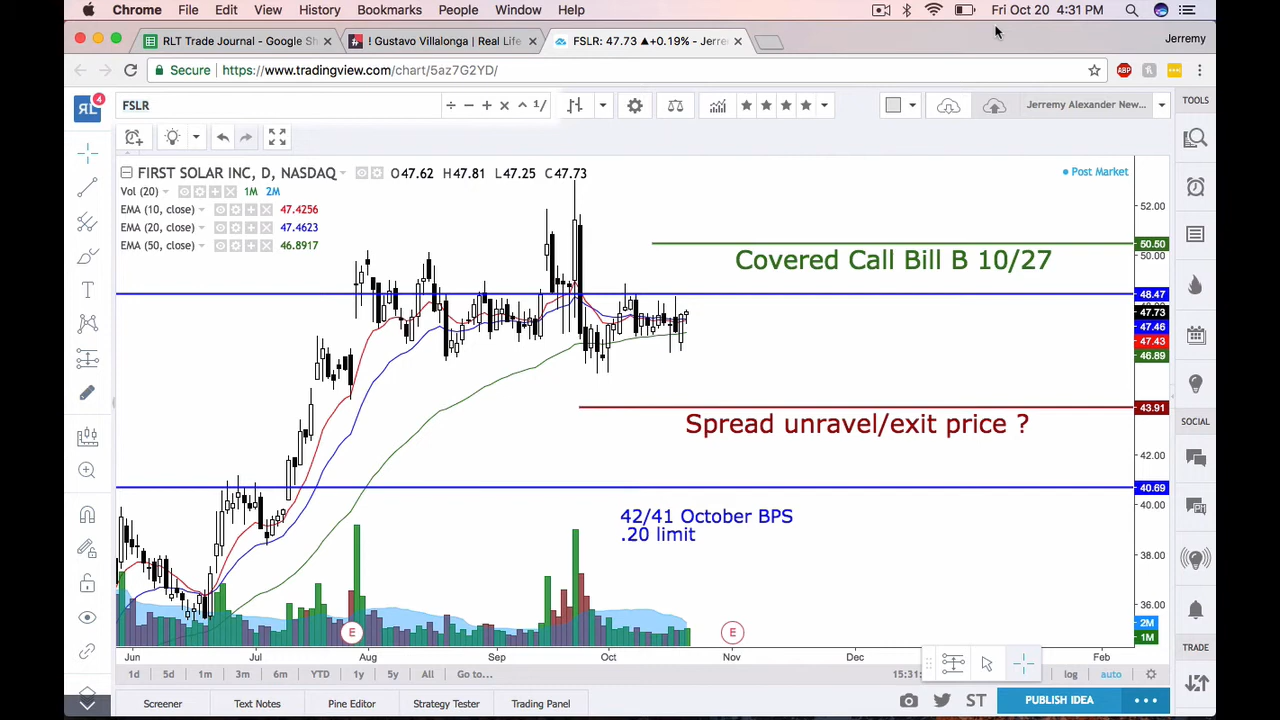 Chrome File Edit View History Bookmarks People Window Help Fri Oct 20 4:31 PM
RLT Trade Journal - Google Sh ! Gustavo Villalonga | Real Life FSLR: 47.73 ▲+0.19% - Jerre Jerremy
Secure https://www.tradingview.com/chart/5az7G2YD/ ABP
4
FSLR 1/ Jerremy Alexander New... TOOLS
FIRST SOLAR INC, D, NASDAQ O47.62 H47.81 L47.25 C47.73 Post Market
Vol (20) 1M 2M
EMA (10, close) 47.4256
EMA (20, close) 47.4623
EMA (50, close) 46.8917
52.00
50.50
50.00
Covered Call Bill B 10/27
48.47
47.73
47.46
47.43
46.89
43.91
Spread unravel/exit price ?
SOCIAL
42.00
40.69
40.00
42/41 October BPS
.20 limit
38.00
36.00
2M
1M
E E
TRADE
Jun Jul Aug Sep Oct Nov Dec Feb
1d 5d 1m 3m 6m YTD 1y 5y All Go to... 15:31: log auto
Screener Text Notes Pine Editor Strategy Tester Trading Panel ST PUBLISH IDEA